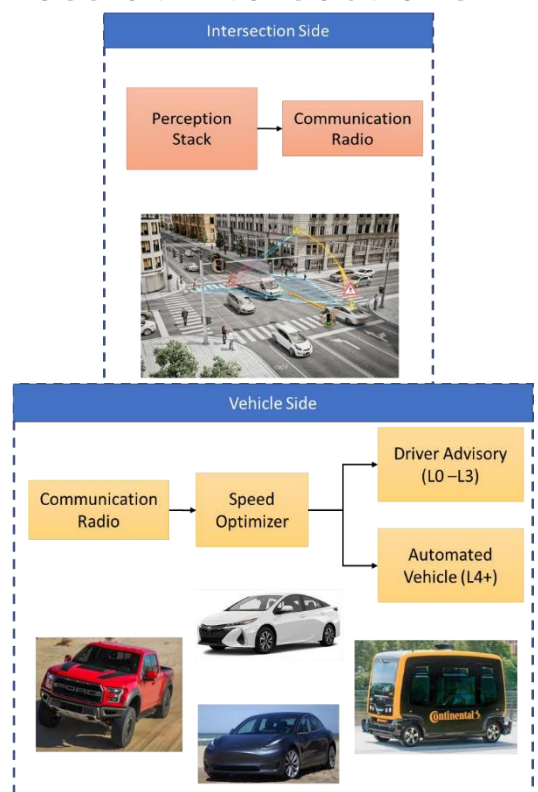 Intersection Side
Perception
Stack
Communication
Radio
Vehicle Side
Communication
Radio
Speed
Optimizer
Driver Advisory
(L0 –L3)
Automated
Vehicle (L4+)
FORD
Continental